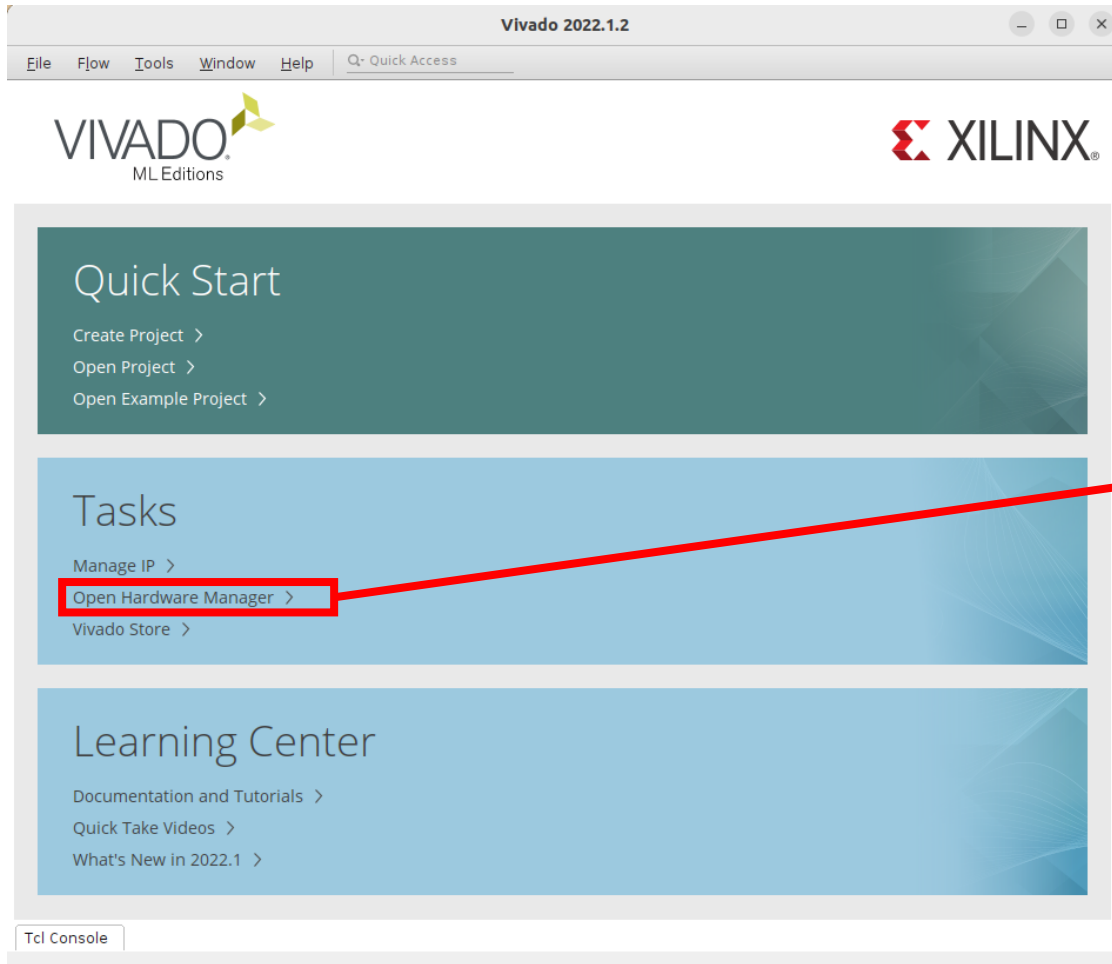 Vivado 2022.1.2
File Flow Tools Window Help Quick Access
VIVADO.
ML Editions
XILINX®
Quick Start
Create Project >
Open Project >
Open Example Project >
Tasks
Manage IP >
Open Hardware Manager >
Vivado Store >
Learning Center
Documentation and Tutorials >
Quick Take Videos >
What's New in 2022.1 >
Tcl Console